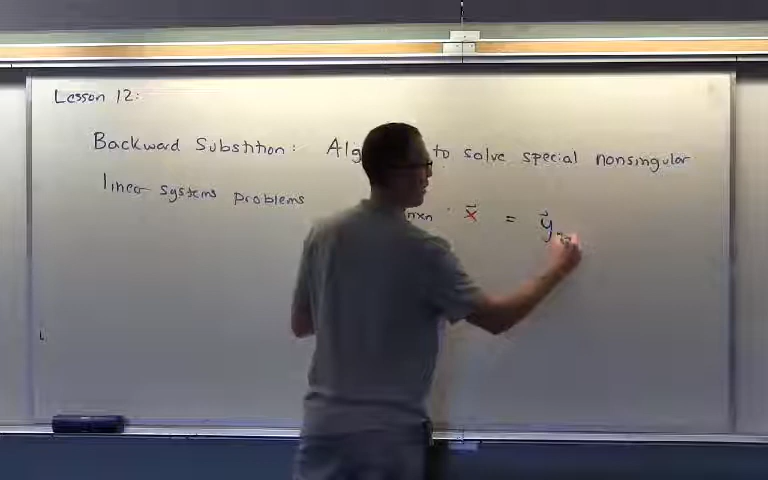 Lesson 12:
Backward Substition: Alg to solve special nonsingular
linear systems problems
nxn · x⃗ = y⃗